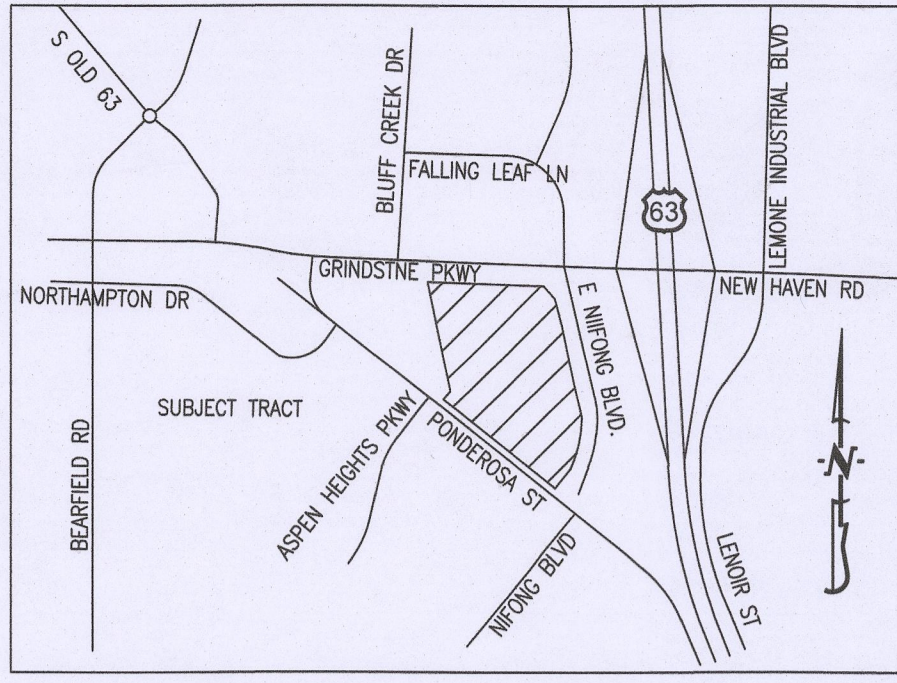 S OLD 63
BLUFF CREEK DR
FALLING LEAF LN
LEMONE INDUSTRIAL BLVD
63
GRINDSTNE PKWY
NEW HAVEN RD
NORTHAMPTON DR
E NIIFONG BLVD.
SUBJECT TRACT
BEARFIELD RD
ASPEN HEIGHTS PKWY
PONDEROSA ST
N
NIFONG BLVD
LENOIR ST